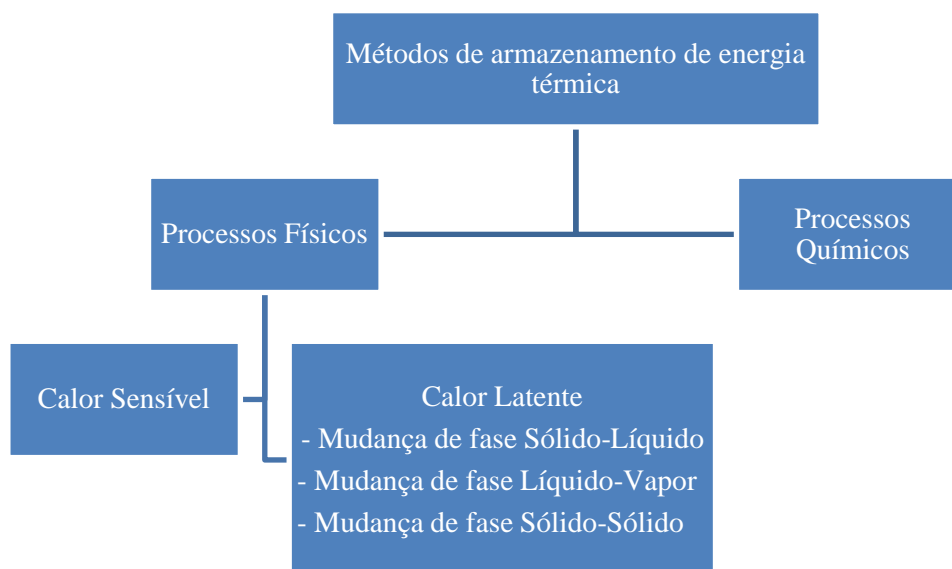 Métodos de armazenamento de energia
térmica
Processos Físicos
Processos
Químicos
Calor Sensível
Calor Latente
- Mudança de fase Sólido-Líquido
- Mudança de fase Líquido-Vapor
- Mudança de fase Sólido-Sólido